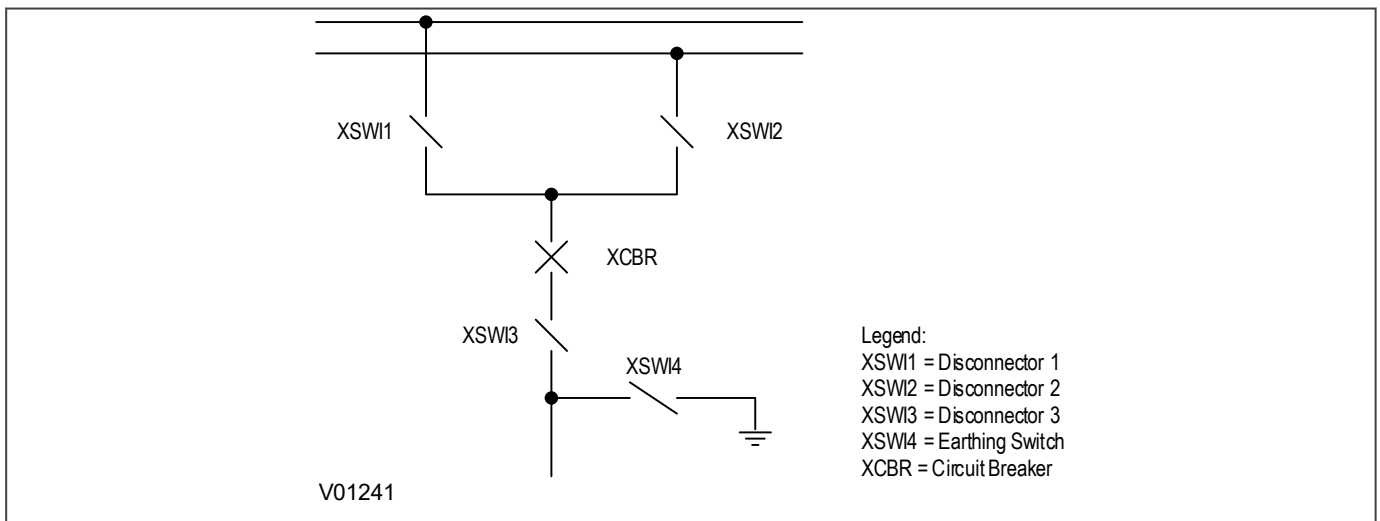 XSWI1
XSWI2
XCBR
XSWI3
XSWI4
Legend:
XSWI1 = Disconnector 1
XSWI2 = Disconnector 2
XSWI3 = Disconnector 3
XSWI4 = Earthing Switch
XCBR = Circuit Breaker
V01241